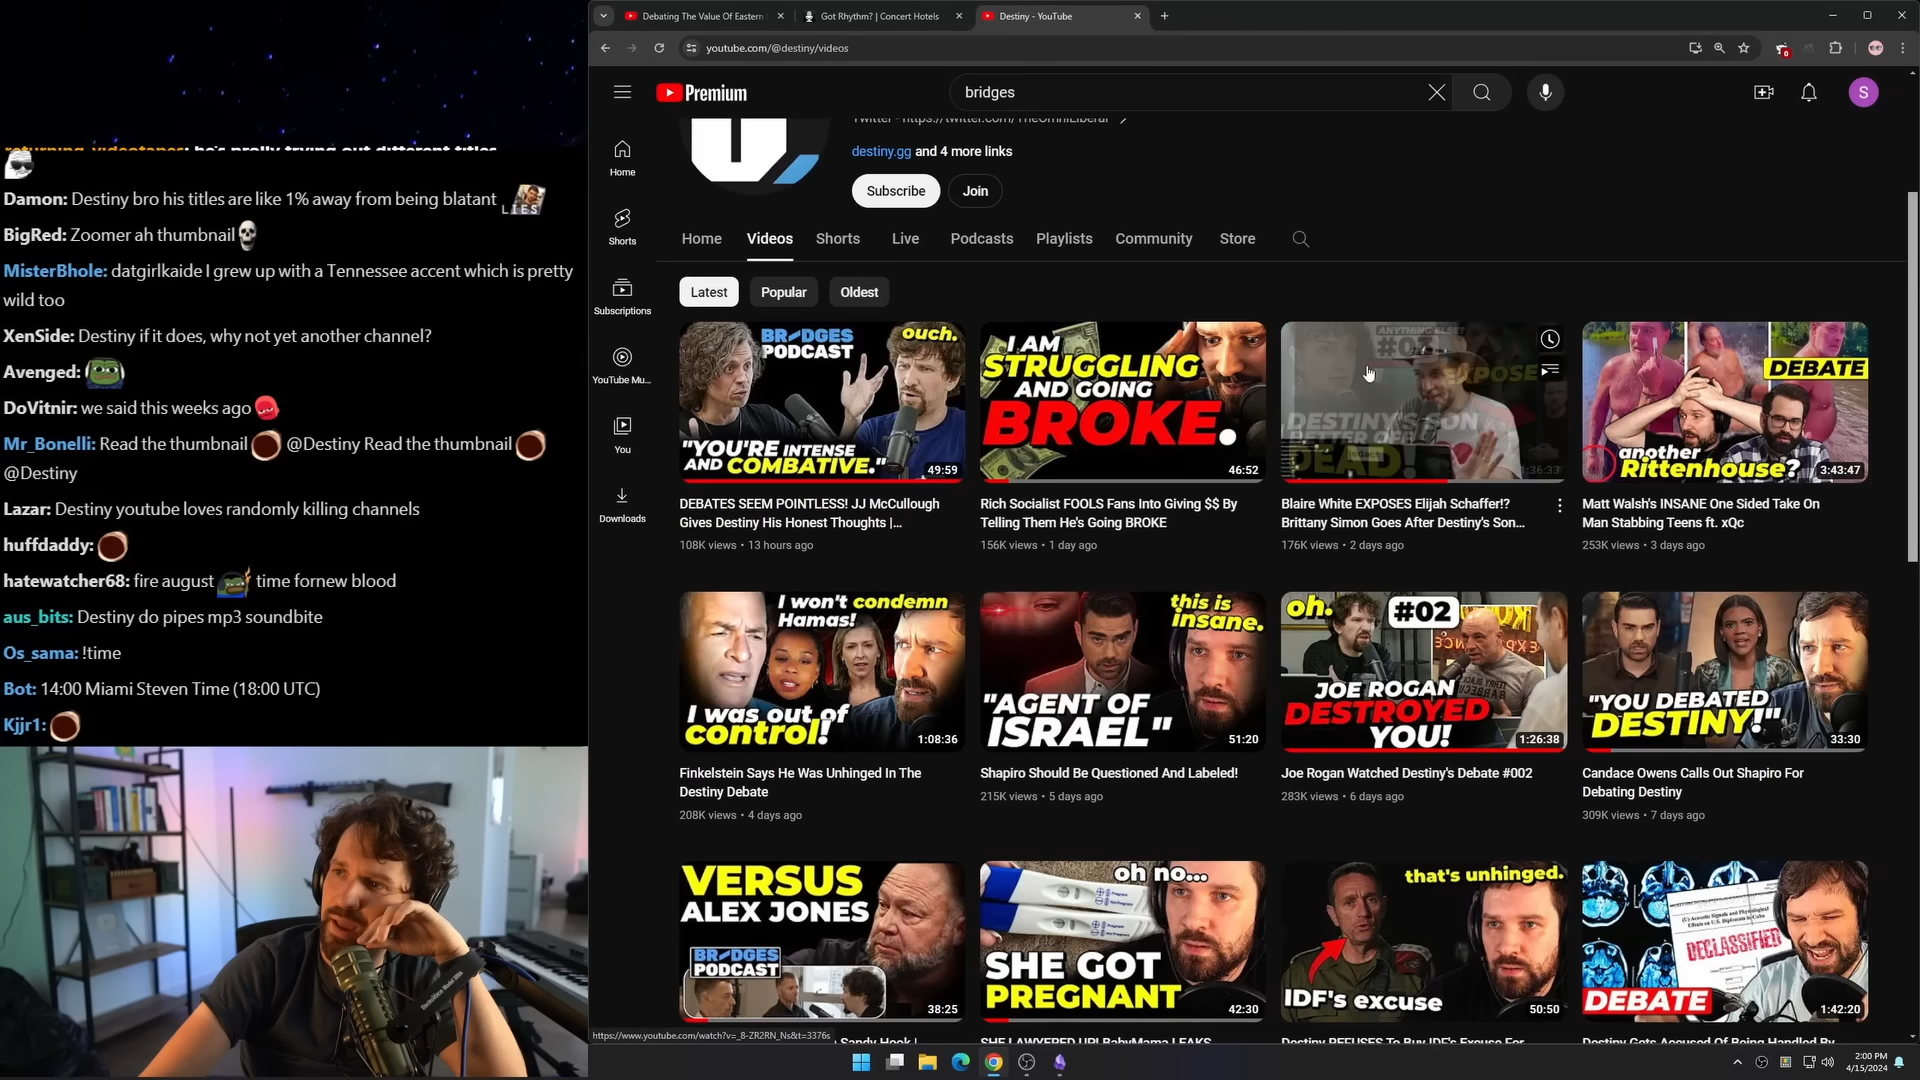 returning_videotapes: he's prolly trying out different titles
Damon: Destiny bro his titles are like 1% away from being blatant LIES
BigRed: Zoomer ah thumbnail
MisterBhole: datgirlkaide I grew up with a Tennessee accent which is pretty
wild too
XenSide: Destiny if it does, why not yet another channel?
Avenged:
DoVitnir: we said this weeks ago
Mr_Bonelli: Read the thumbnail @Destiny Read the thumbnail
@Destiny
Lazar: Destiny youtube loves randomly killing channels
huffdaddy:
hatewatcher68: fire august time fornew blood
aus_bits: Destiny do pipes mp3 soundbite
Os_sama: !time
Bot: 14:00 Miami Steven Time (18:00 UTC)
Kjjr1:
Debating The Value Of Eastern
Got Rhythm? | Concert Hotels
Destiny - YouTube
youtube.com/@destiny/videos
0
Premium
bridges
S
Twitter - https://twitter.com/TheOmniLiberal
destiny.gg and 4 more links
Subscribe
Join
Home
Shorts
Subscriptions
YouTube Mu...
You
Downloads
Home Videos Shorts Live Podcasts Playlists Community Store
Latest Popular Oldest
BRIDGES
PODCAST
ouch.
"YOU'RE INTENSE
AND COMBATIVE."
49:59
DEBATES SEEM POINTLESS! JJ McCullough
Gives Destiny His Honest Thoughts |...
108K views • 13 hours ago
I AM
STRUGGLING
AND GOING
BROKE.
46:52
Rich Socialist FOOLS Fans Into Giving $$ By
Telling Them He's Going BROKE
156K views • 1 day ago
ANYTHING ELSE?
#03
EXPOSE
DESTINY'S SON
BETTER OFF
DEAD!
1:36:33
Blaire White EXPOSES Elijah Schaffer!?
Brittany Simon Goes After Destiny's Son...
176K views • 2 days ago
DEBATE
another
Rittenhouse?
3:43:47
Matt Walsh's INSANE One Sided Take On
Man Stabbing Teens ft. xQc
253K views • 3 days ago
I won't condemn
Hamas!
I was out of
control!
1:08:36
Finkelstein Says He Was Unhinged In The
Destiny Debate
208K views • 4 days ago
this is
insane.
"AGENT OF
ISRAEL"
51:20
Shapiro Should Be Questioned And Labeled!
215K views • 5 days ago
oh.
#02
JOE ROGAN
DESTROYED
YOU!
1:26:38
Joe Rogan Watched Destiny's Debate #002
283K views • 6 days ago
"YOU DEBATED
DESTINY!"
33:30
Candace Owens Calls Out Shapiro For
Debating Destiny
309K views • 7 days ago
VERSUS
ALEX JONES
BRIDGES
PODCAST
38:25
Sandy Hook |
oh no...
SHE GOT
PREGNANT
42:30
SHE LAWYERED UP! BabyMama LEAKS
that's unhinged.
IDF's excuse
50:50
Destiny REFUSES To Buy IDF's Excuse For
DECLASSIFIED
DEBATE
1:42:20
Destiny Gets Accused Of Being Handled By
https://www.youtube.com/watch?v=_8-ZR2RN_Ns&t=3376s
2:00 PM
4/15/2024